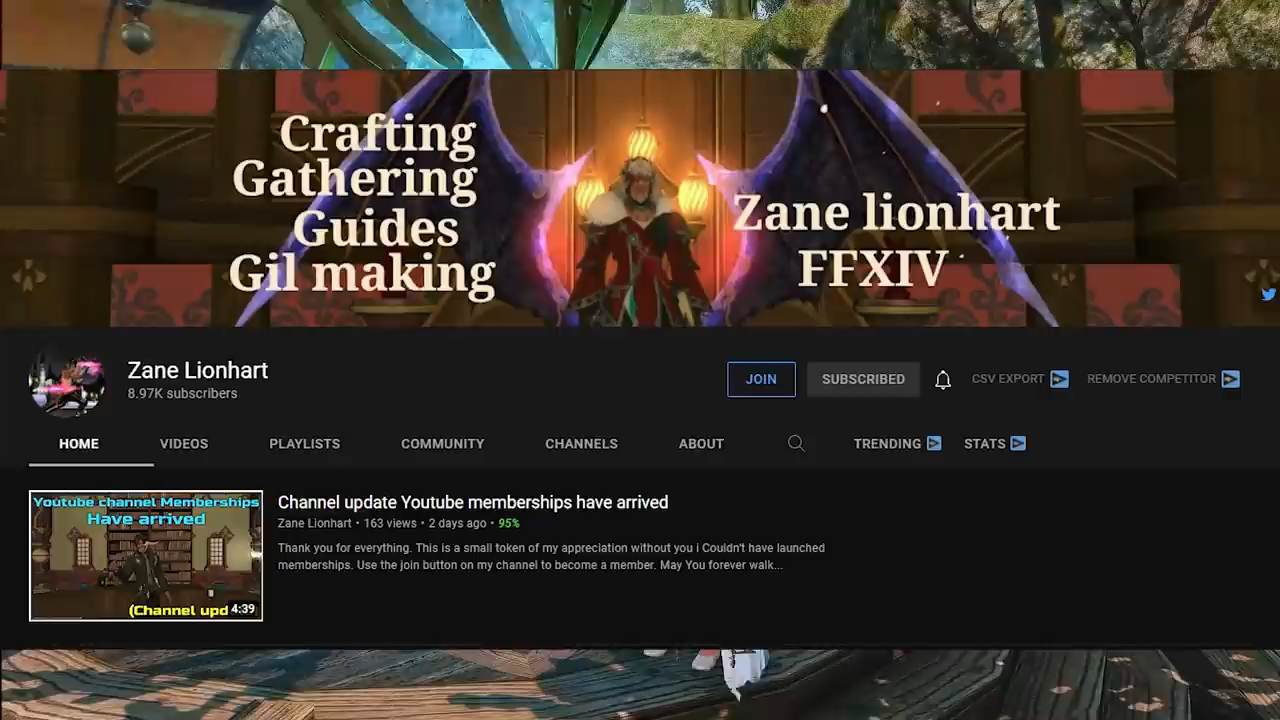 Crafting
Gathering
Guides
Gil making
Zane lionhart
FFXIV
Zane Lionhart
8.97K subscribers
JOIN
SUBSCRIBED
CSV EXPORT
REMOVE COMPETITOR
HOME
VIDEOS
PLAYLISTS
COMMUNITY
CHANNELS
ABOUT
TRENDING
STATS
Youtube channel Memberships
Have arrived
(Channel upd
4:39
Channel update Youtube memberships have arrived
Zane Lionhart • 163 views • 2 days ago • 95%
Thank you for everything. This is a small token of my appreciation without you i Couldn't have launched
memberships. Use the join button on my channel to become a member. May You forever walk...